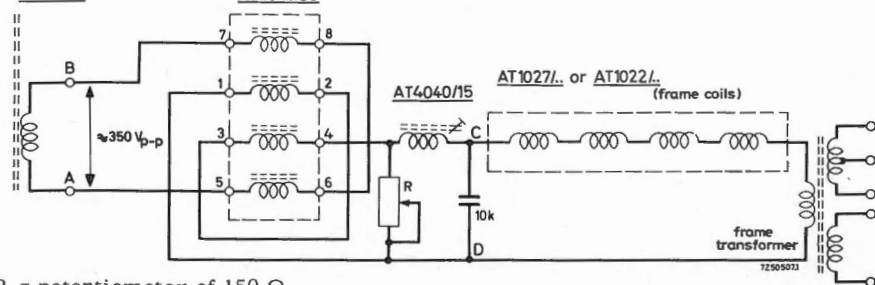 7
8
B
1
2
≈350 Vp-p
3
4
A
5
6
AT4040/15
AT1027/.. or AT1022/..
(frame coils)
C
R
10k
D
frame
transformer
7Z50507.1
potentiometer of 150 Ω